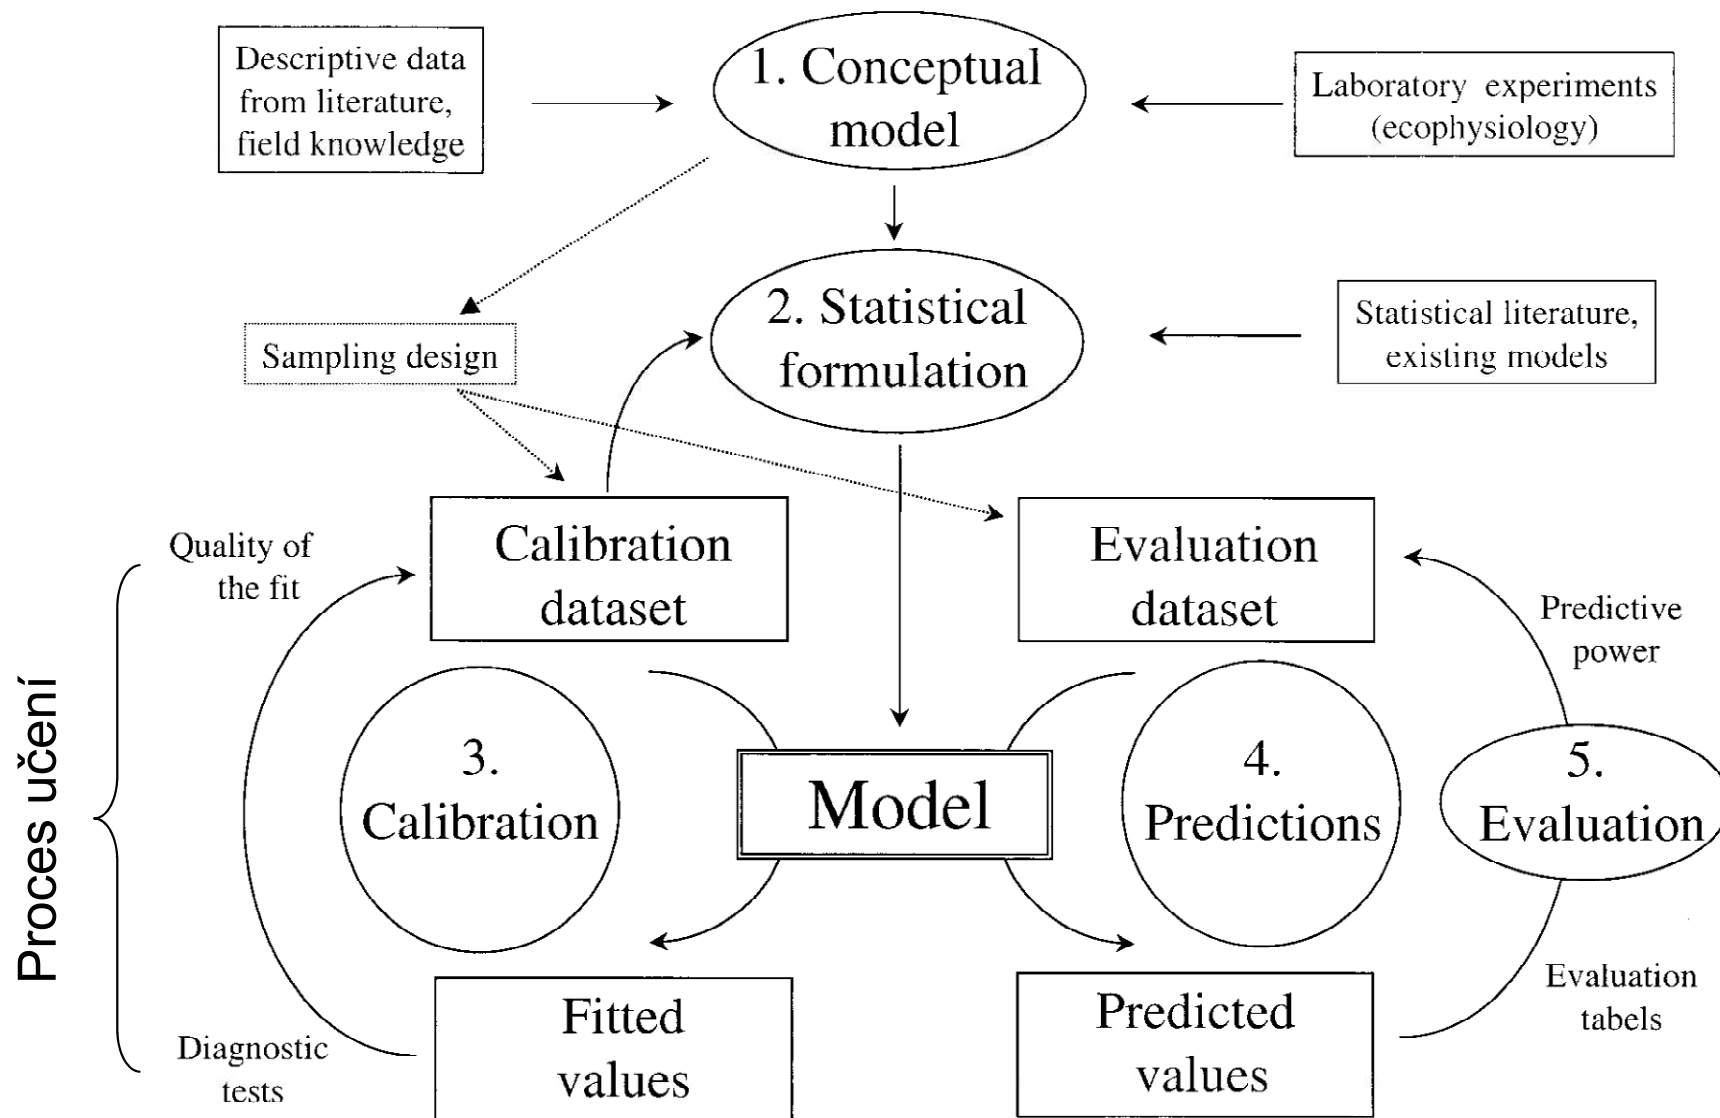 Descriptive data
from literature,
field knowledge
1. Conceptual
model
Laboratory experiments
(ecophysiology)
2. Statistical
formulation
Statistical literature,
existing models
Sampling design
Quality of
the fit
Calibration
dataset
Evaluation
dataset
Predictive
power
Proces učení
3.
Calibration
Model
4.
Predictions
5.
Evaluation
Diagnostic
tests
Fitted
values
Predicted
values
Evaluation
tabels